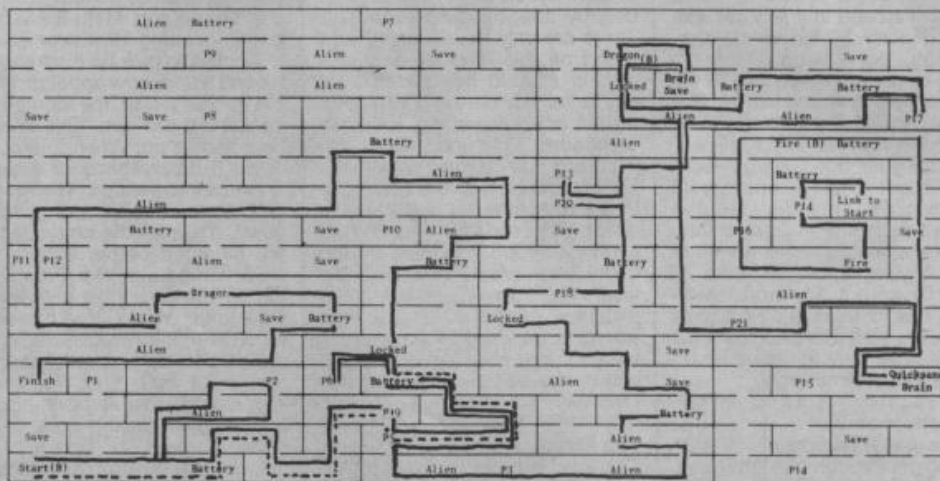 Alien Battery P7
P9 Alien Save Dragon (B) Save
Brain
Alien Alien Locked Save Battery Battery
Save Save P8 Alien Alien P17
Battery Alien Fire (B) Battery
Alien P13 Battery
Alien P20 P14 Link to
Start
Battery Save P10 Alien Save P16 Save
P11 P12 Alien Save Battery Battery Fire
Dragon P18 Alien
Alien Save Battery Locked P21
Alien Locked Save
Finish P1 P2 P6 Battery Alien Save P15 Quickpane
Brain
Alien P19 Battery
Save Alien Save
Start(B) Battery Alien P3 Alien P14